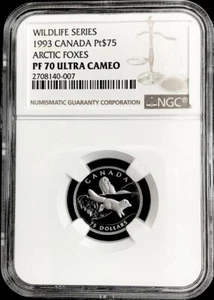 WILDLIFE SERIES
1993 CANADA Pt$75
ARCTIC FOXES
PF 70 ULTRA CAMEO
2708140-007
NUMISMATIC GUARANTY CORPORATION
NGC
CANADA
75 DOLLARS